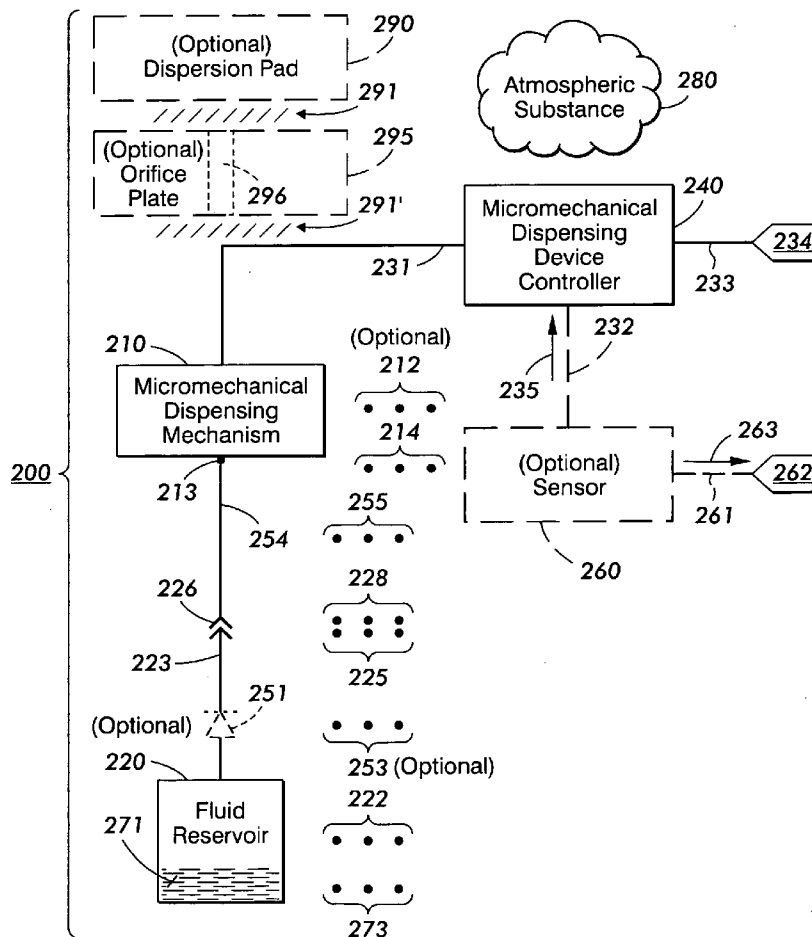 200
(Optional)
Dispersion Pad
290
291
(Optional)
Orifice
Plate
296
295
291'
Atmospheric
Substance
280
240
Micromechanical
Dispensing
Device
Controller
231
233
234
232
235
210
Micromechanical
Dispensing
Mechanism
213
254
(Optional)
212
214
(Optional)
Sensor
263
262
261
260
255
226
228
223
225
251
(Optional)
253 (Optional)
220
Fluid
Reservoir
271
222
273